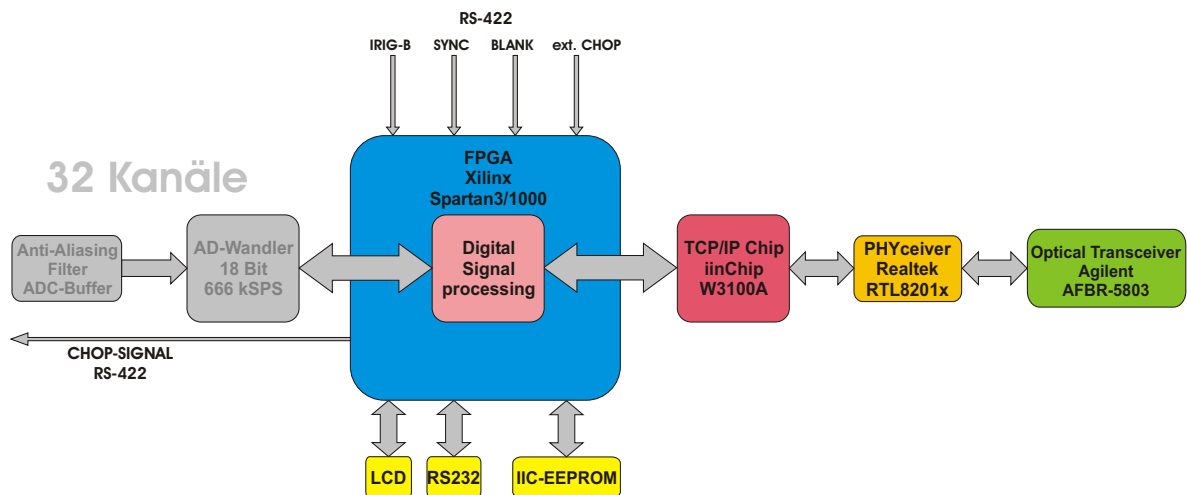 RS-422
IRIG-B
SYNC
BLANK
ext. CHOP
32 Kanäle
FPGA
Xilinx
Spartan3/1000
Anti-Aliasing
Filter
ADC-Buffer
AD-Wandler
18 Bit
666 kSPS
Digital
Signal
processing
TCP/IP Chip
iinChip
W3100A
PHYceiver
Realtek
RTL8201x
Optical Transceiver
Agilent
AFBR-5803
CHOP-SIGNAL
RS-422
LCD
RS232
IIC-EEPROM